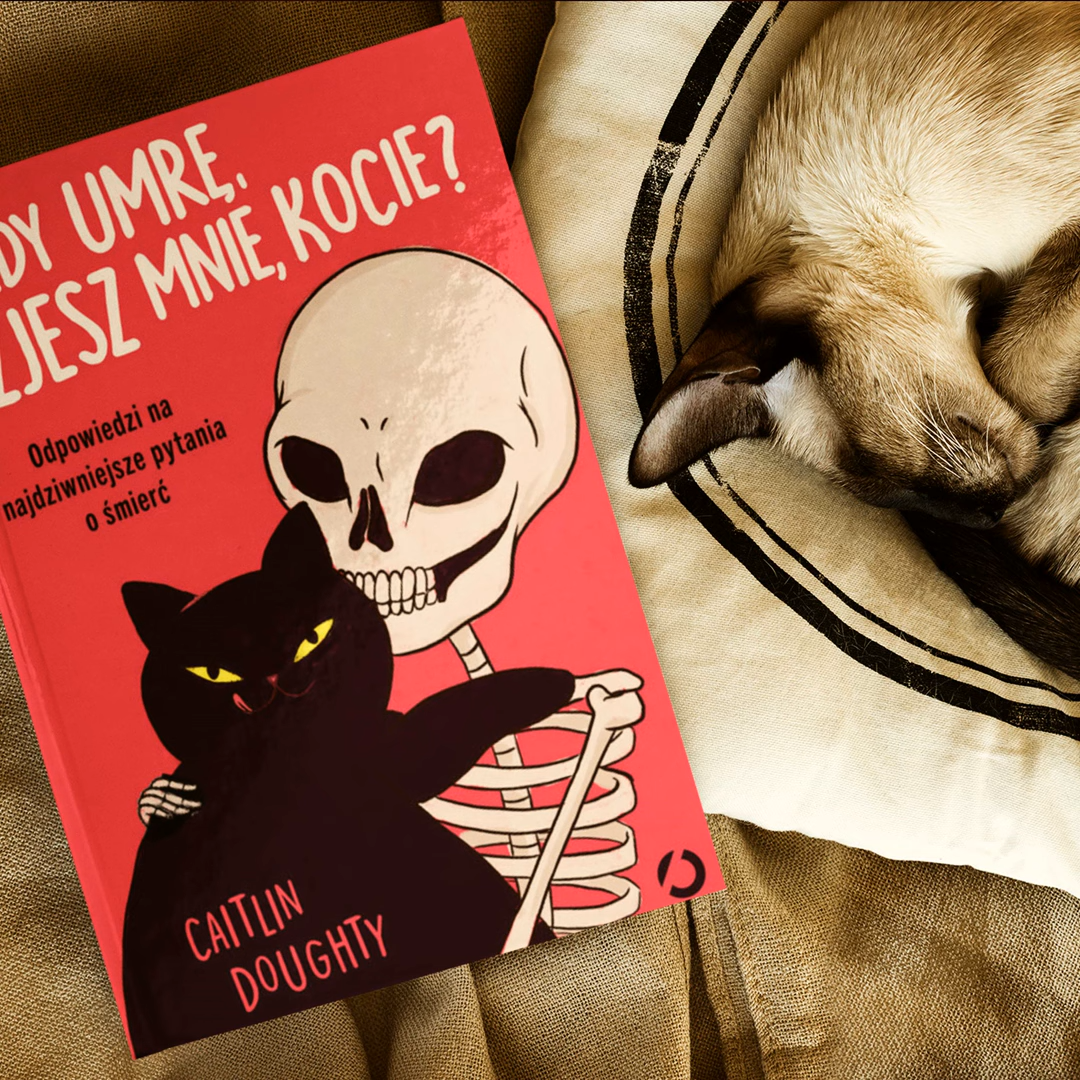 DY UMRĘ,
ZJESZ MNIE, KOCIE?
Odpowiedzi na
najdziwniejsze pytania
o śmierć
CAITLIN
DOUGHTY